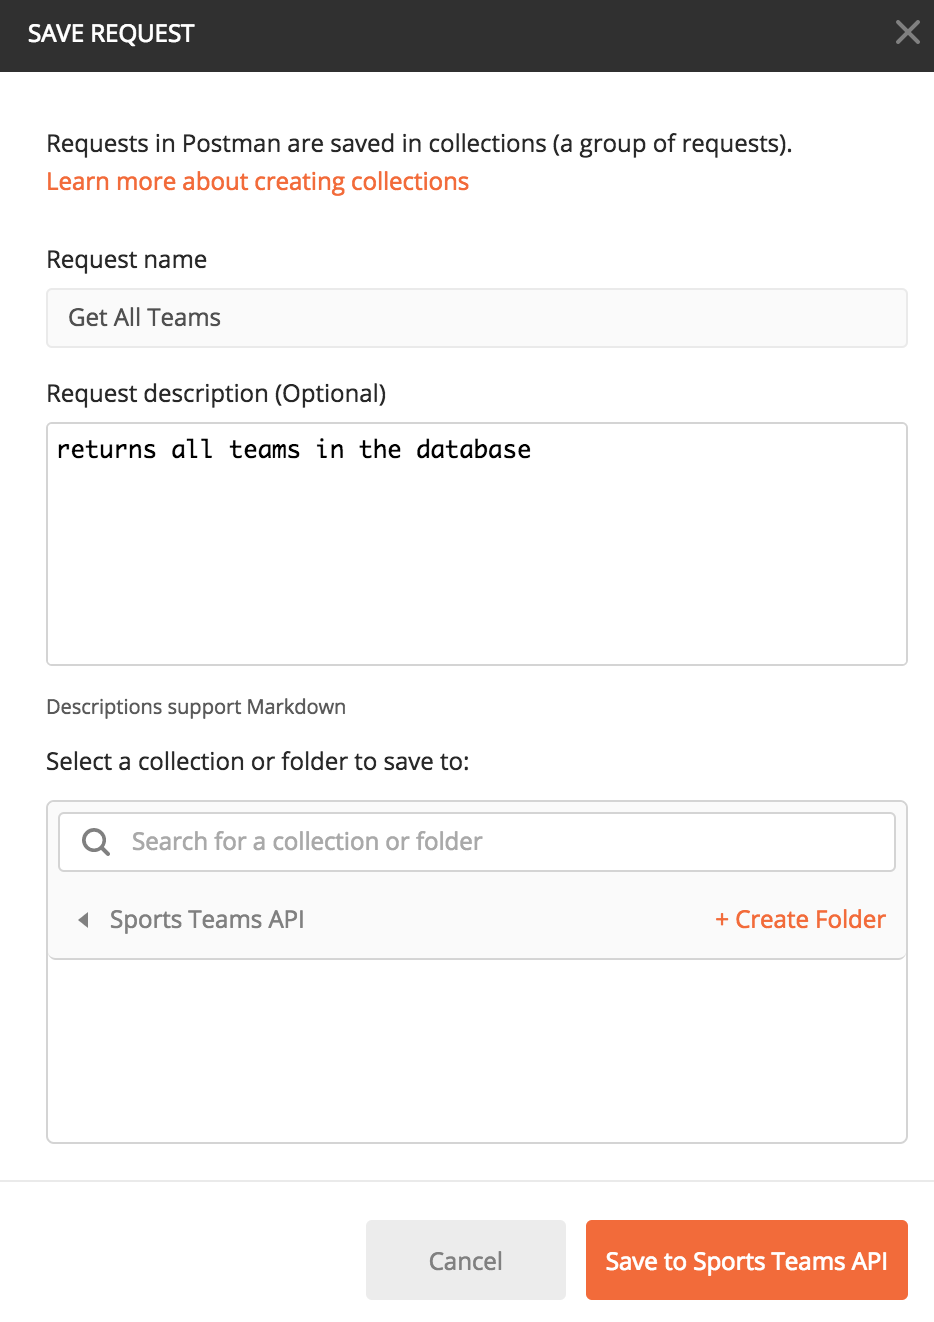 SAVE REQUEST
Requests in Postman are saved in collections (a group of requests).
Learn more about creating collections
Request name
Get All Teams
Request description (Optional)
returns all teams in the database
Descriptions support Markdown
Select a collection or folder to save to:
Search for a collection or folder
Sports Teams API
+ Create Folder
Cancel
Save to Sports Teams API